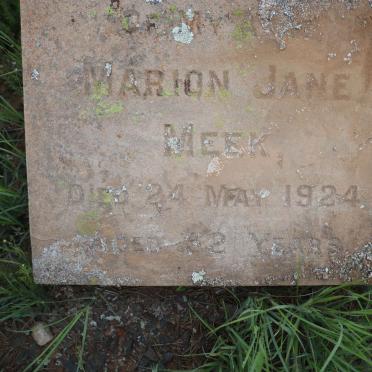 Marion Jane
Meek
Died 24 May 1924
Aged 82 Years